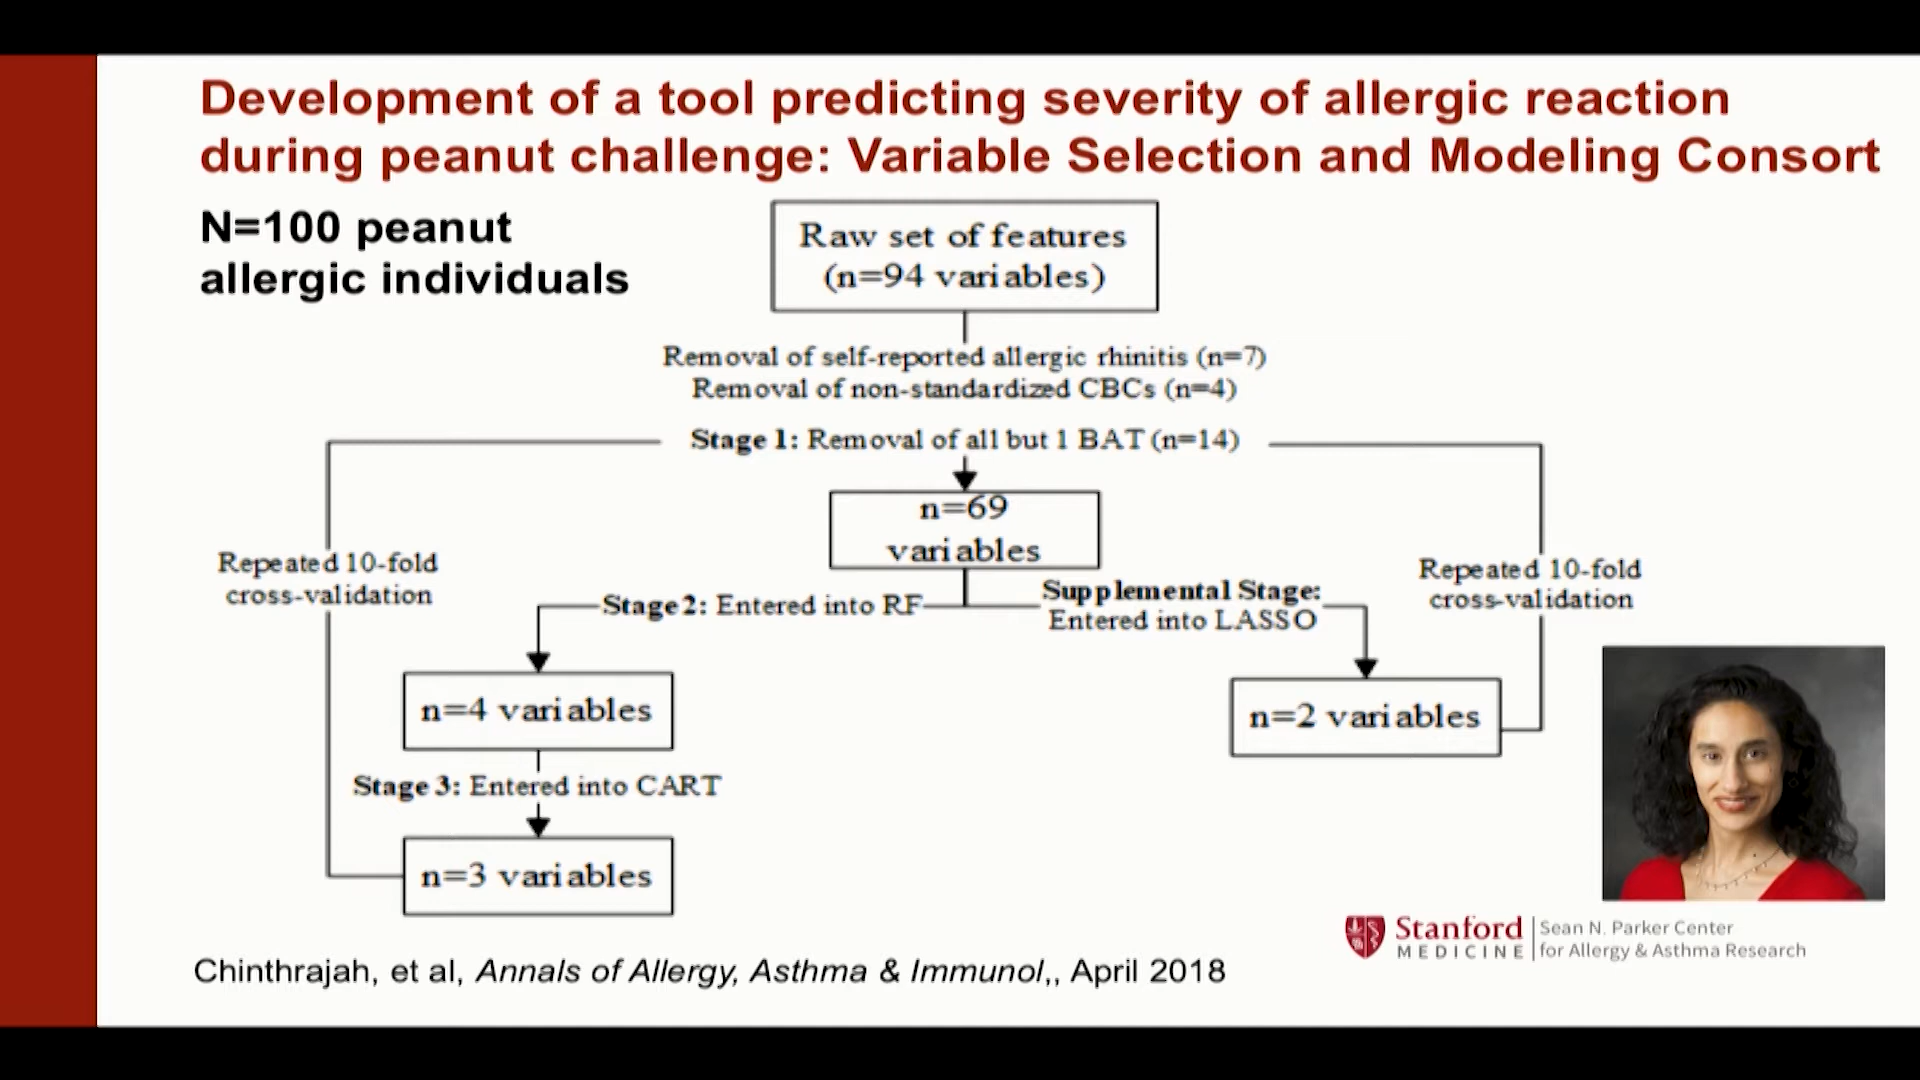 Development of a tool predicting severity of allergic reaction
during peanut challenge: Variable Selection and Modeling Consort
N=100 peanut
allergic individuals
Raw set of features
(n=94 variables)
Removal of self-reported allergic rhinitis (n=7)
Removal of non-standardized CBCs (n=4)
Stage 1: Removal of all but 1 BAT (n=14)
n=69
variables
Repeated 10-fold
cross-validation
Stage 2: Entered into RF
Supplemental Stage:
Entered into LASSO
Repeated 10-fold
cross-validation
n=4 variables
n=2 variables
Stage 3: Entered into CART
n=3 variables
Stanford
MEDICINE
Sean N. Parker Center
for Allergy & Asthma Research
Chinthrajah, et al, Annals of Allergy, Asthma & Immunol,, April 2018